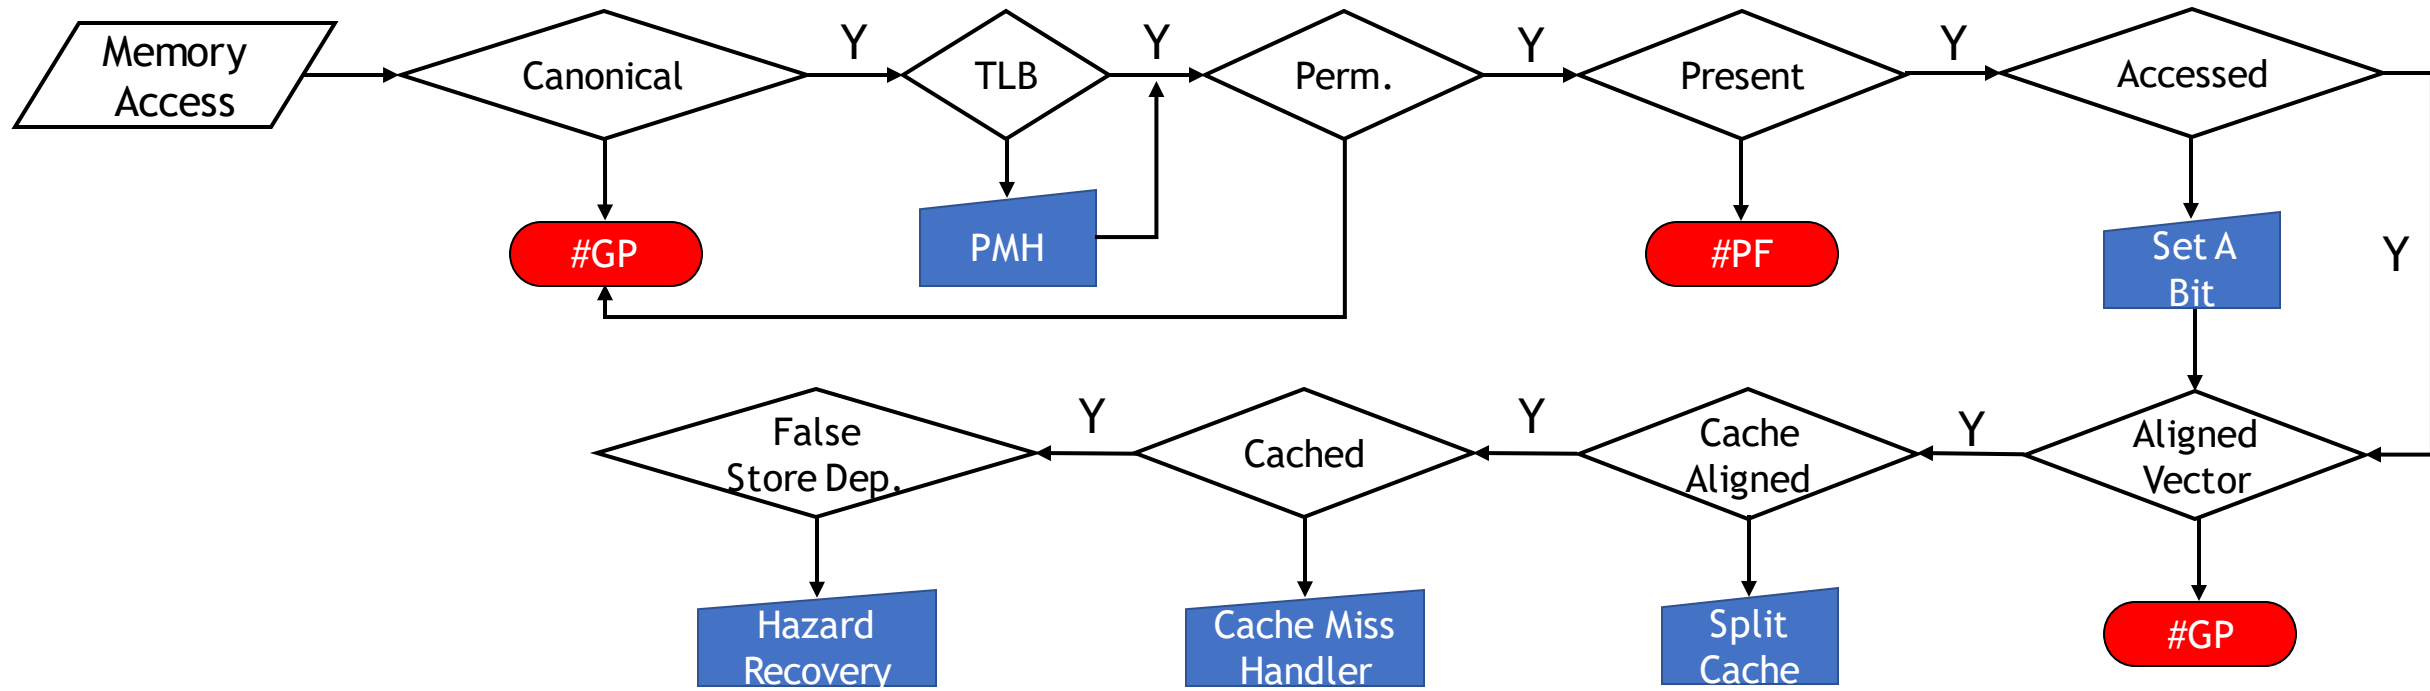 Memory
Access
Canonical
Y
TLB
Y
Perm.
Y
Present
Y
Accessed
#GP
PMH
#PF
Set A
Bit
Y
False
Store Dep.
Y
Cached
Y
Cache
Aligned
Y
Aligned
Vector
Hazard
Recovery
Cache Miss
Handler
Split
Cache
#GP